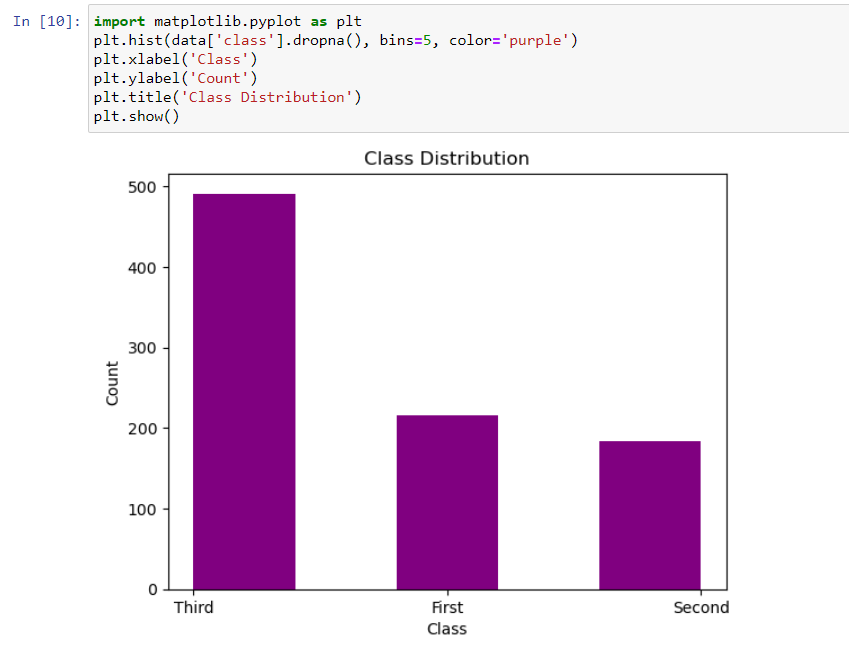 In [10]: import matplotlib.pyplot as plt
plt.hist(data['class'].dropna(), bins=5, color='purple')
plt.xlabel('Class')
plt.ylabel('Count')
plt.title('Class Distribution')
plt.show()
Class Distribution
500
400
300
200
100
0
Count
Third First Second
Class